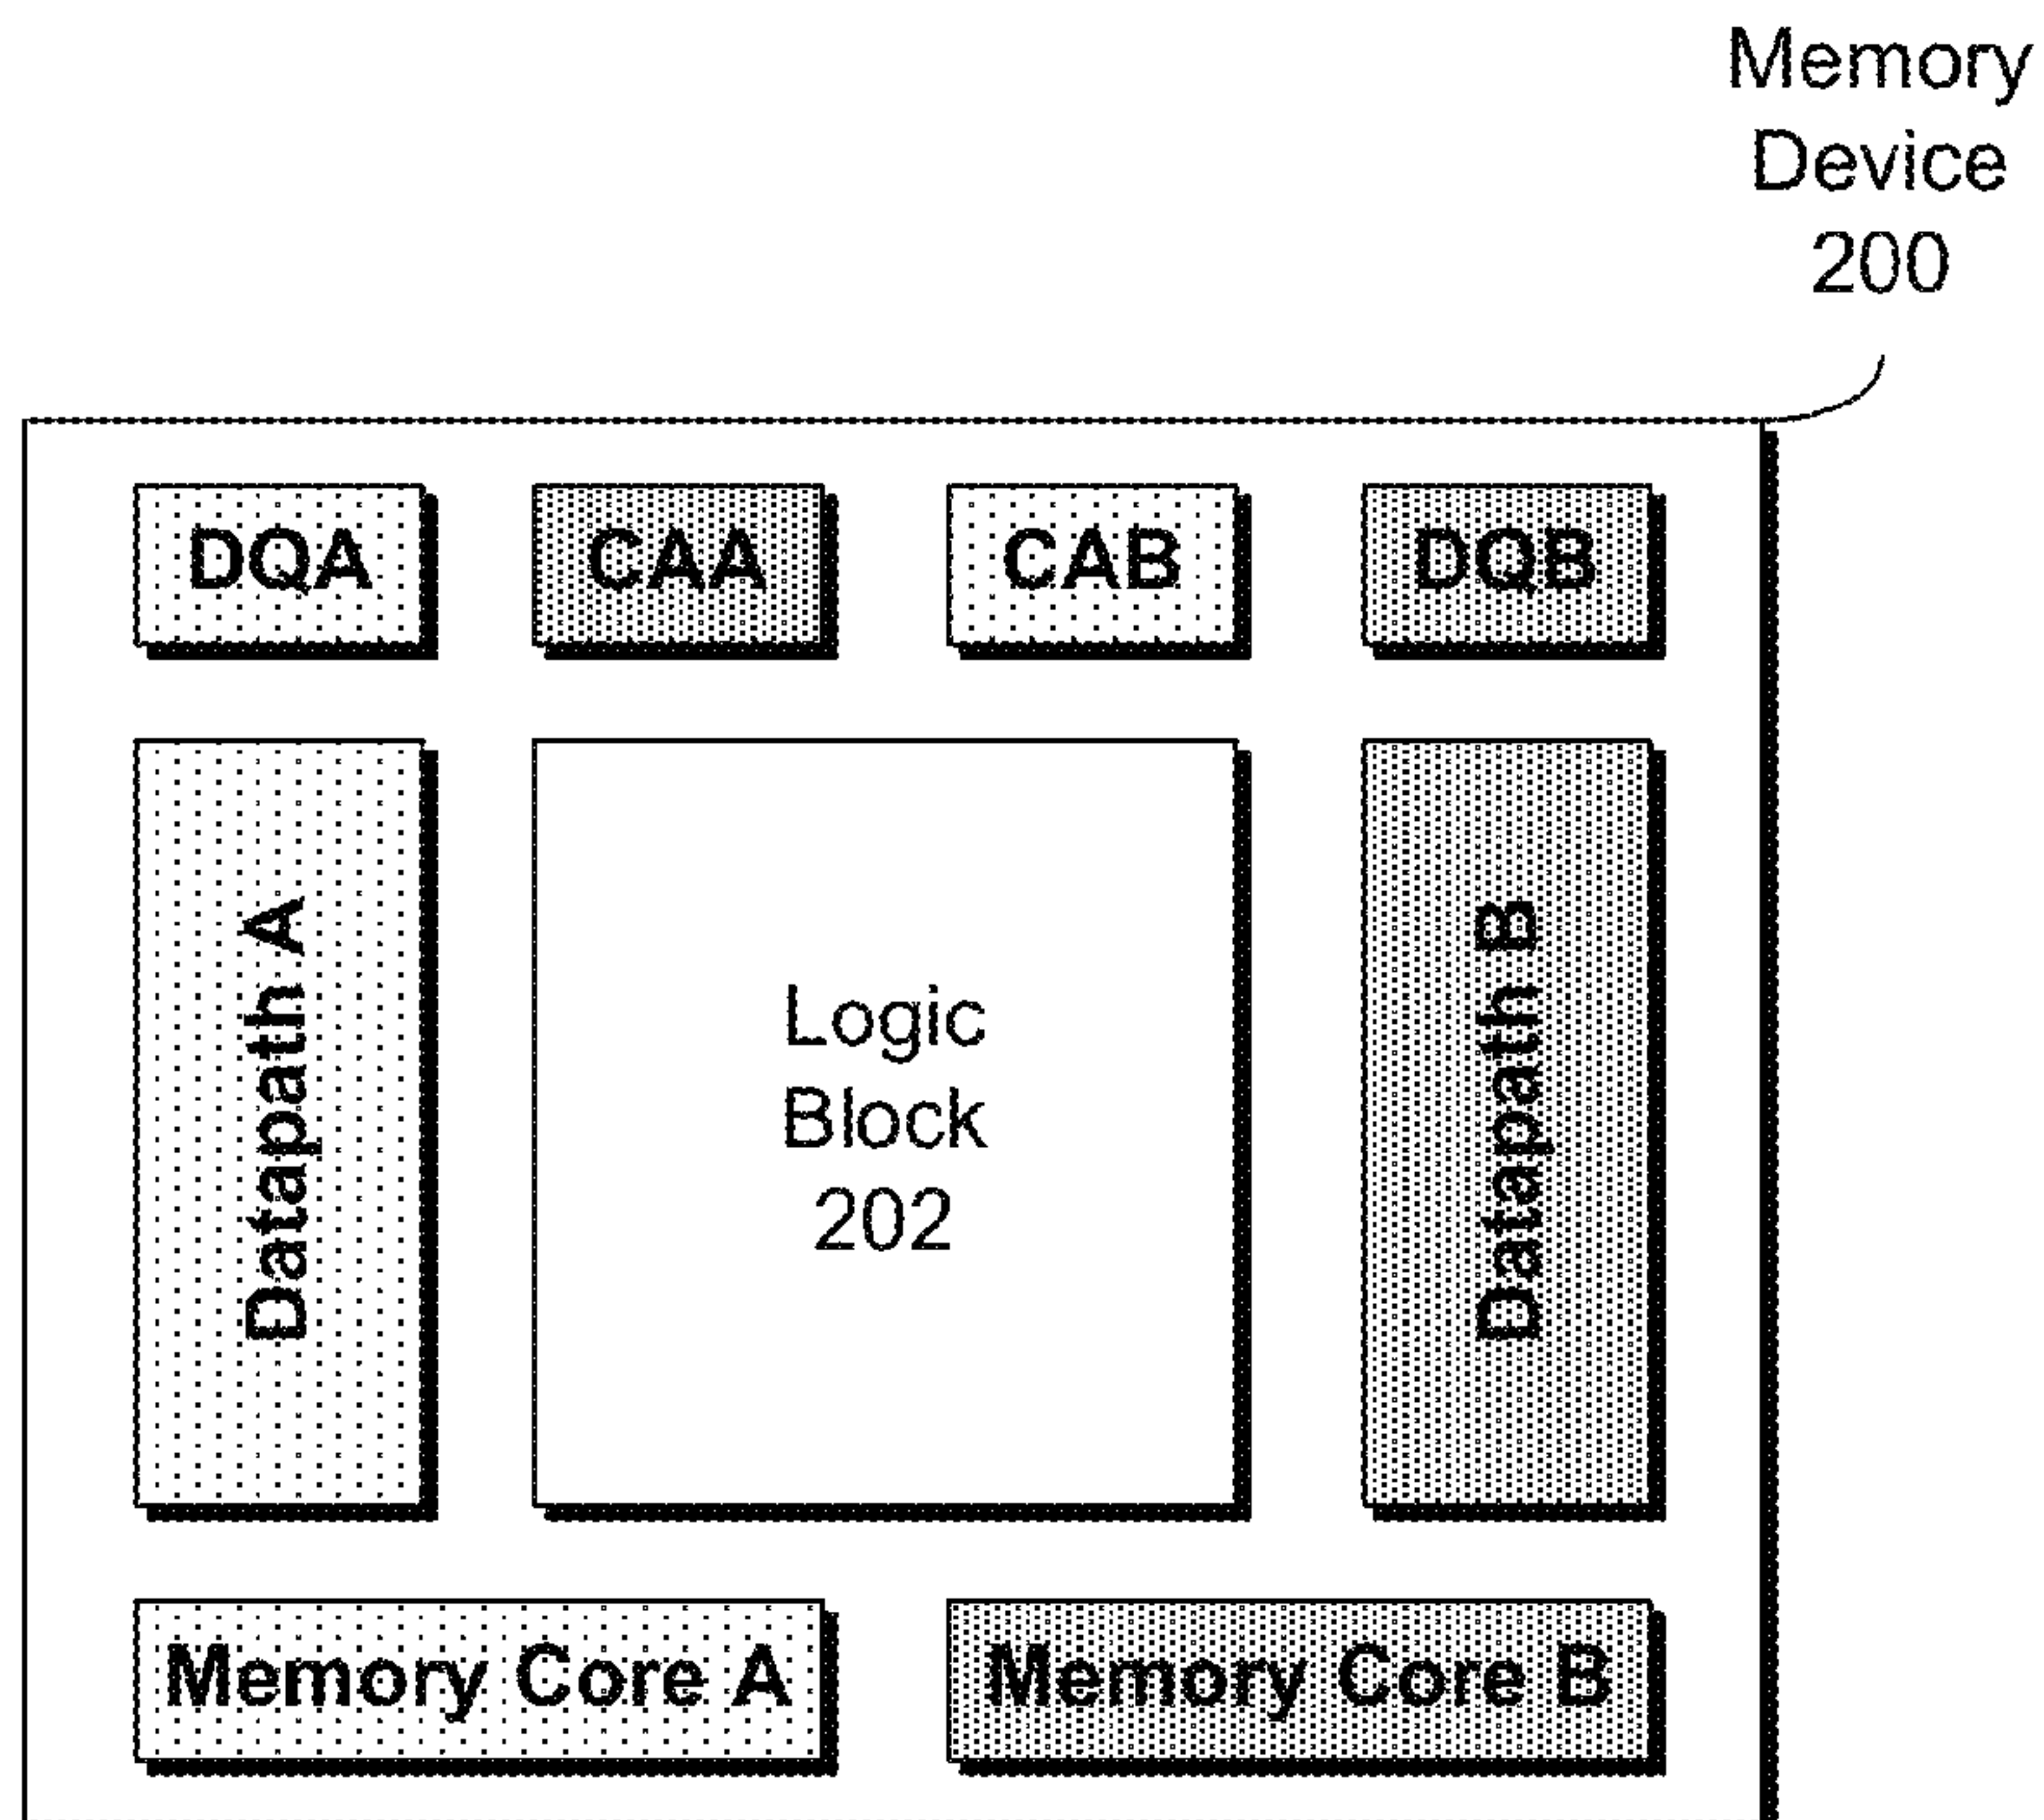 Memory
Device
200
DQA
CAA
CAB
DQB
Datapath A
Logic
Block
202
Datapath B
Memory Core A
Memory Core B